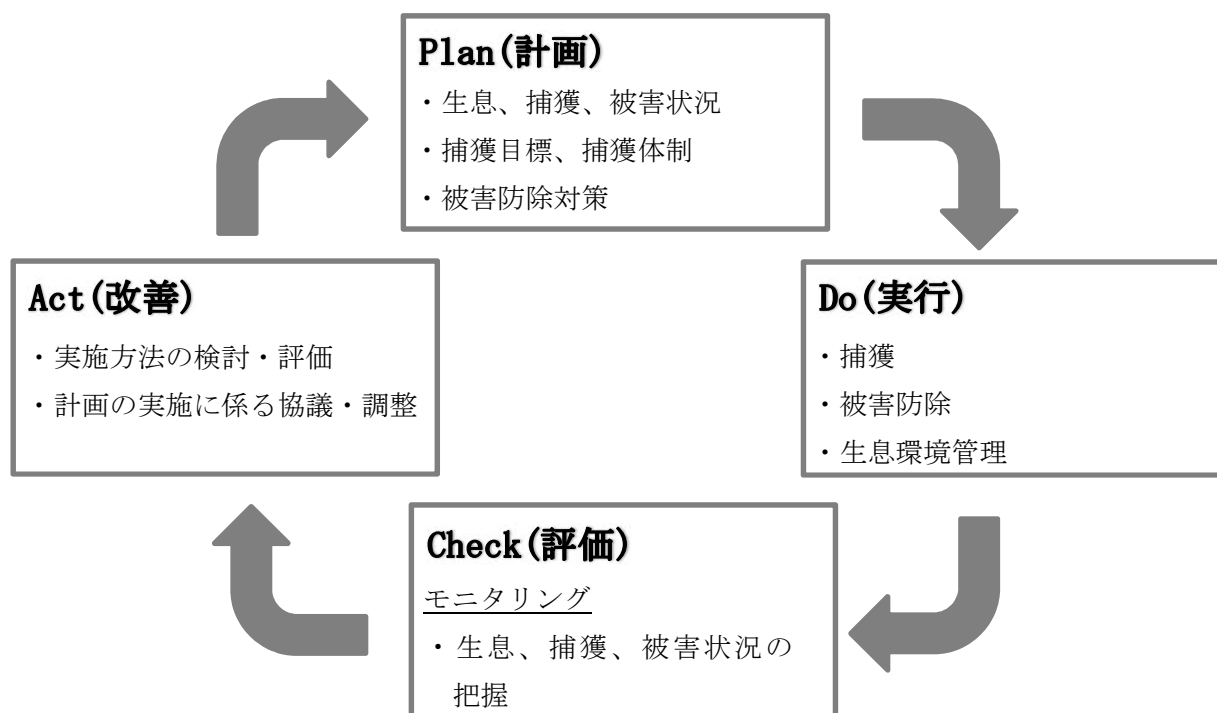 Plan(計画)
・生息、捕獲、被害状況
・捕獲目標、捕獲体制
・被害防除対策
Do(実行)
・捕獲
・被害防除
・生息環境管理
Check(評価)
モニタリング
・生息、捕獲、被害状況の
把握
Act(改善)
・実施方法の検討・評価
・計画の実施に係る協議・調整